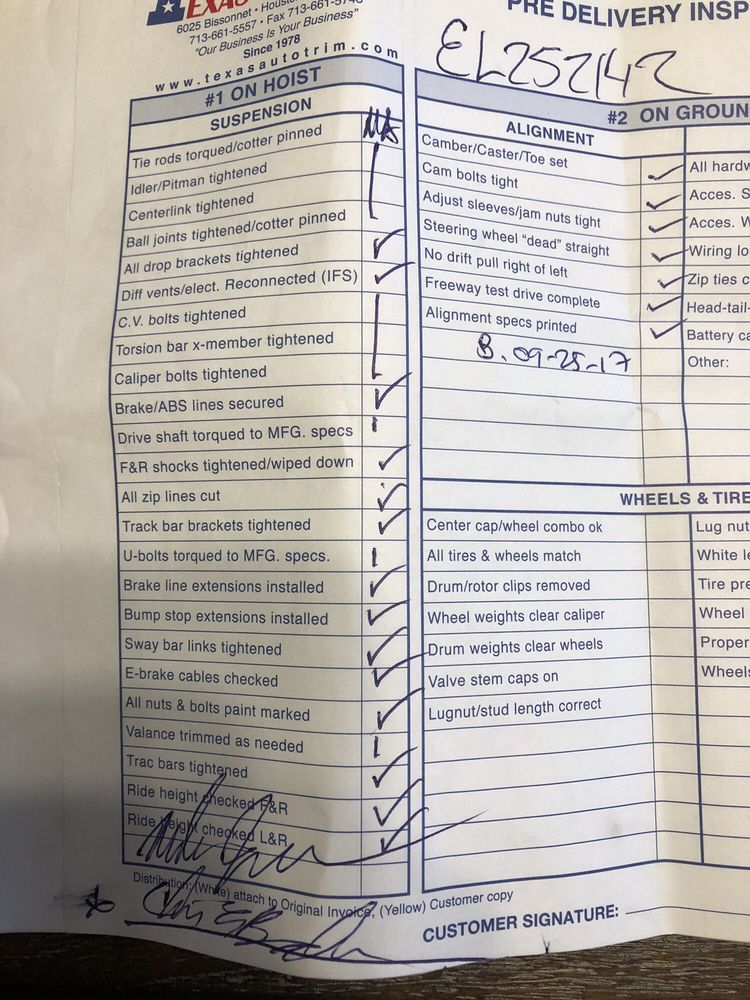 TEXAS
6025 Bissonnet • Houst
713-661-5557 • Fax 713-661-57
"Our Business Is Your Business"
Since 1978
www.texasautotrim.com
PRE DELIVERY INSP
EL252142
#1 ON HOIST
SUSPENSION
Tie rods torqued/cotter pinned
Idler/Pitman tightened
Centerlink tightened
Ball joints tightened/cotter pinned
All drop brackets tightened
Diff vents/elect. Reconnected (IFS)
C.V. bolts tightened
Torsion bar x-member tightened
Caliper bolts tightened
Brake/ABS lines secured
Drive shaft torqued to MFG. specs
F&R shocks tightened/wiped down
All zip lines cut
Track bar brackets tightened
U-bolts torqued to MFG. specs.
Brake line extensions installed
Bump stop extensions installed
Sway bar links tightened
E-brake cables checked
All nuts & bolts paint marked
Valance trimmed as needed
Trac bars tightened
Ride height checked F&R
Ride height checked L&R
#2 ON GROUN
ALIGNMENT
Camber/Caster/Toe set
Cam bolts tight
Adjust sleeves/jam nuts tight
Steering wheel "dead" straight
No drift pull right of left
Freeway test drive complete
Alignment specs printed
B. 09-25-17
All hardw
Acces. S
Acces. W
Wiring lo
Zip ties c
Head-tail-
Battery ca
Other:
WHEELS & TIRE
Center cap/wheel combo ok
All tires & wheels match
Drum/rotor clips removed
Wheel weights clear caliper
Drum weights clear wheels
Valve stem caps on
Lugnut/stud length correct
Lug nut
White le
Tire pre
Wheel
Proper
Wheels
Distribution: (White) attach to Original Invoice, (Yellow) Customer copy
CUSTOMER SIGNATURE: